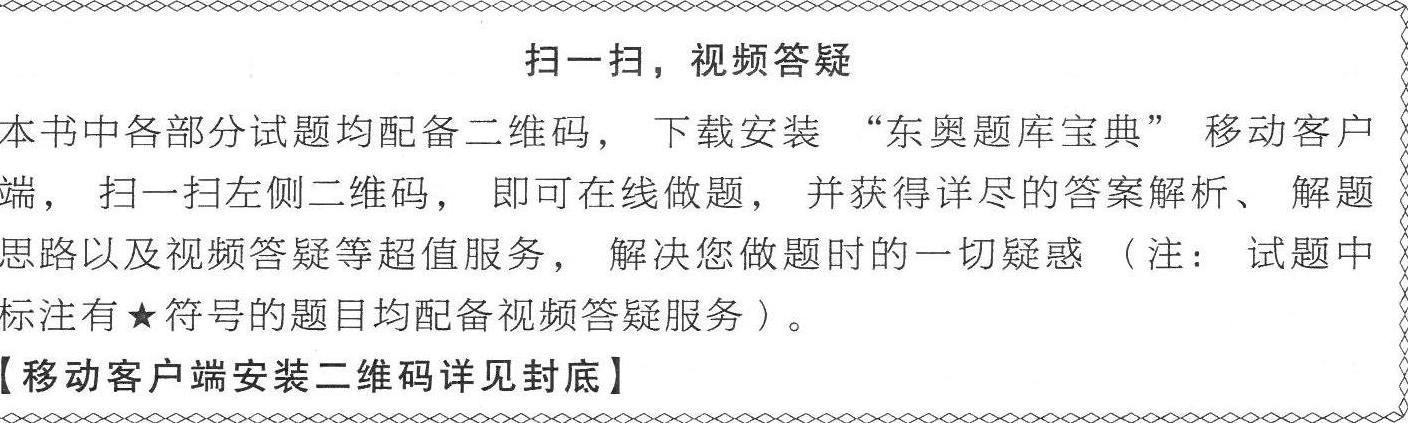 扫一扫，视频答疑
本书中各部分试题均配备二维码，下载安装“东奥题库宝典”移动客户
端，扫一扫左侧二维码，即可在线做题，并获得详尽的答案解析、解题
思路以及视频答疑等超值服务，解决您做题时的一切疑惑（注：试题中
标注有★符号的题目均配备视频答疑服务）。
【移动客户端安装二维码详见封底】